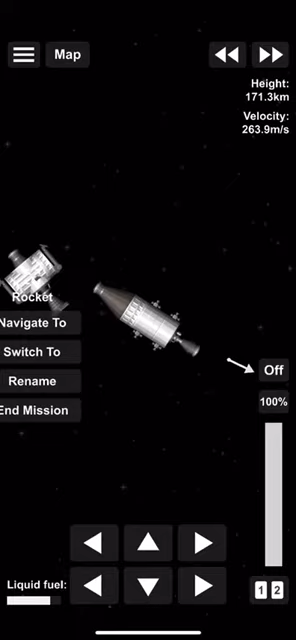 Map
Height:
171.3km
Velocity:
263.9m/s
Rocket
Navigate To
Switch To
Rename
End Mission
Off
100%
Liquid fuel:
1 2